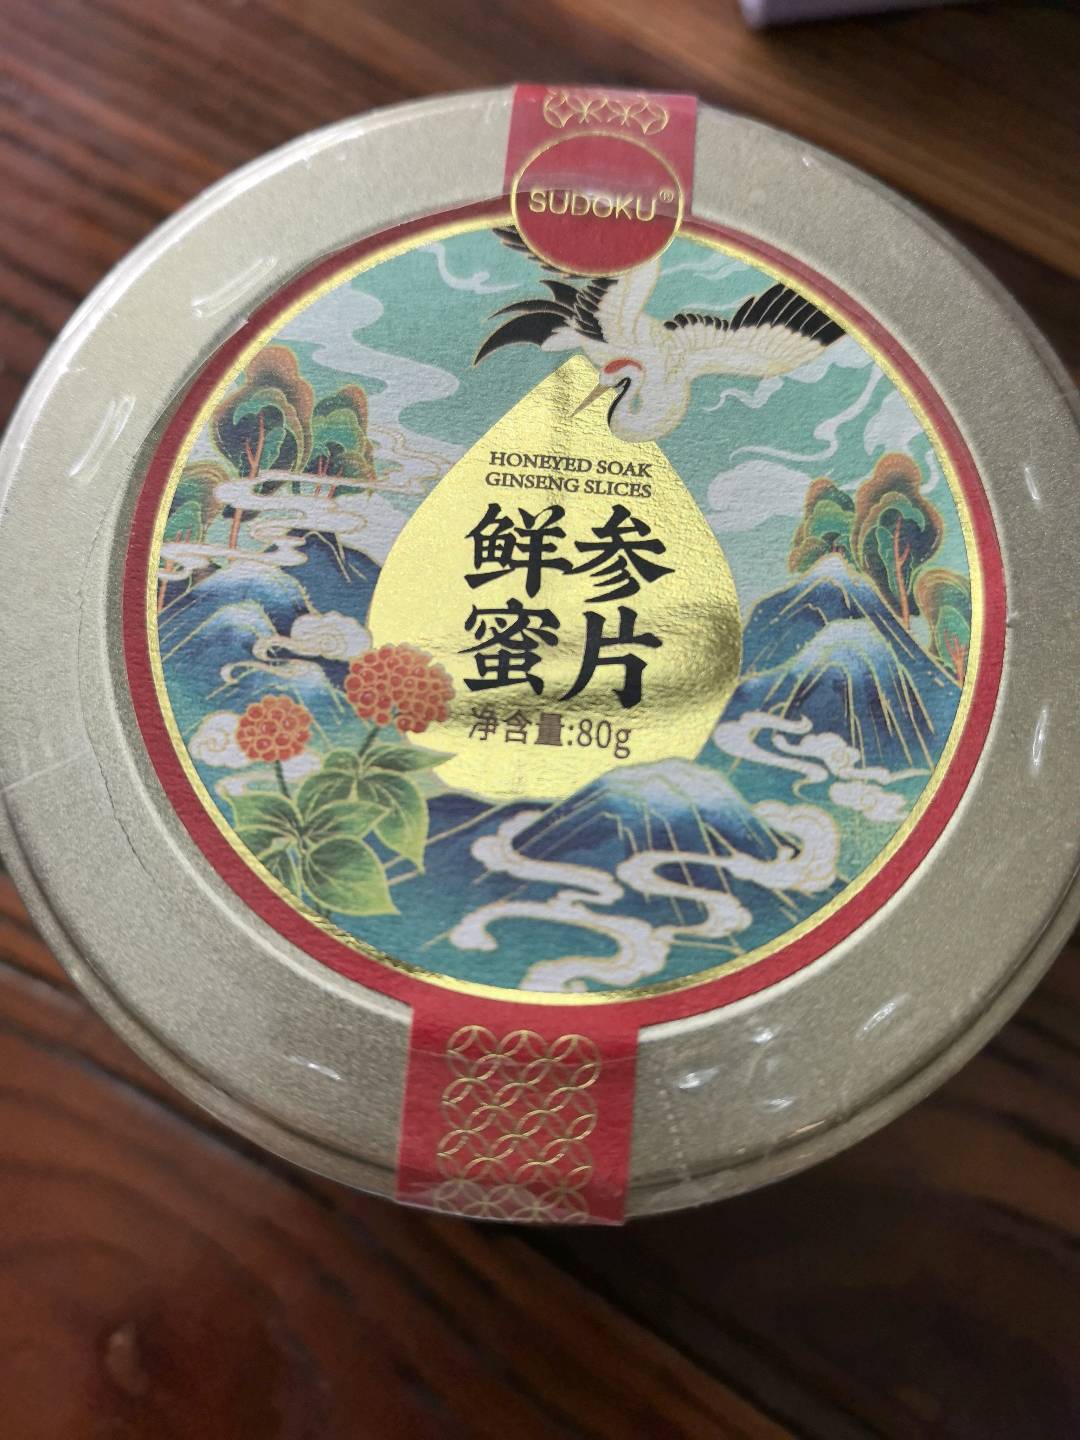 SUDOKU®
HONEYED SOAK
GINSENG SLICES
鲜参
蜜片
净含量:80g